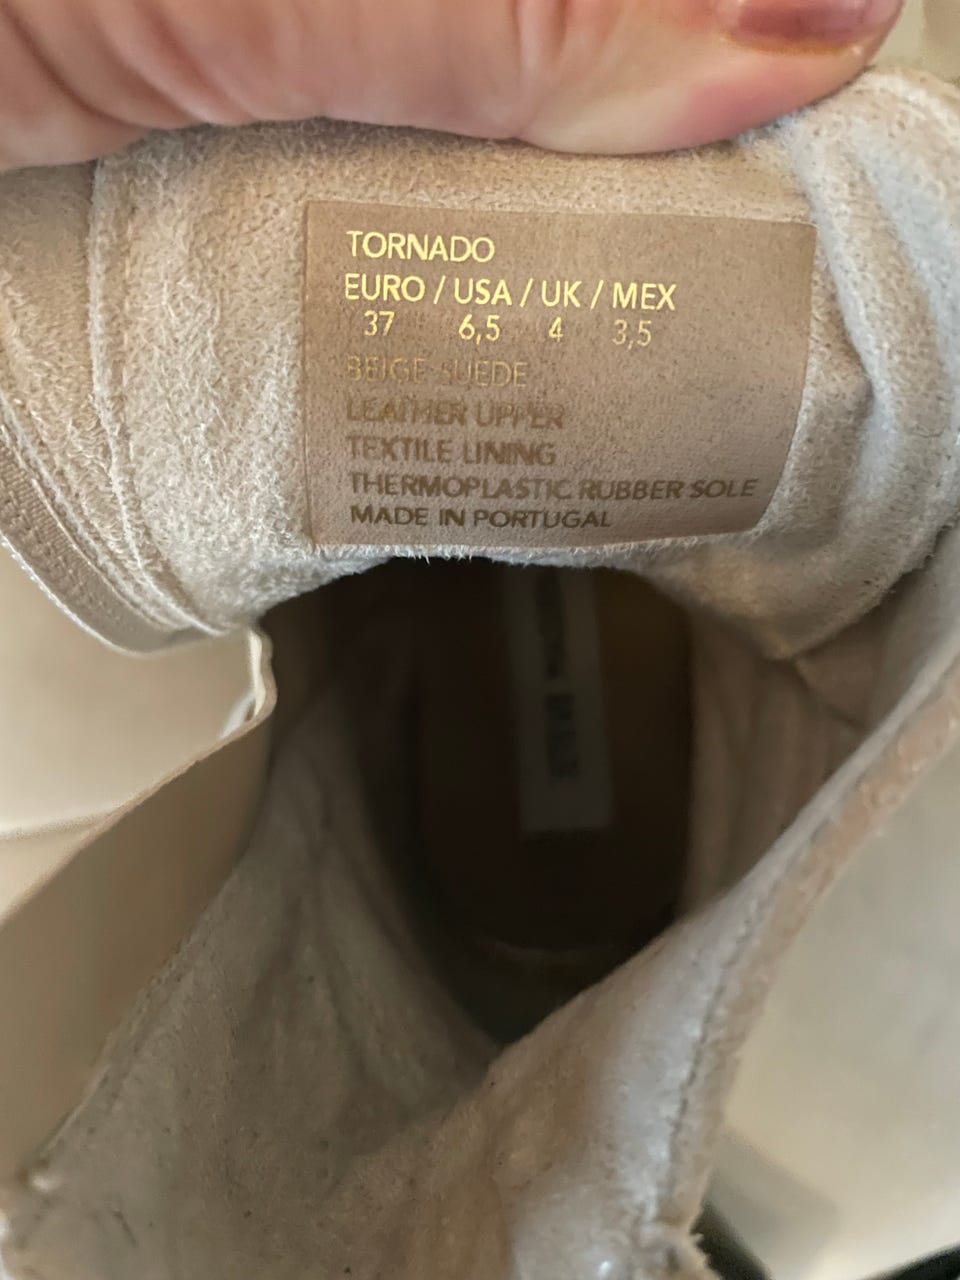 TORNADO
EURO / USA / UK / MEX
37 6,5 4 3,5
BEIGE SUEDE
LEATHER UPPER
TEXTILE LINING
THERMOPLASTIC RUBBER SOLE
MADE IN PORTUGAL